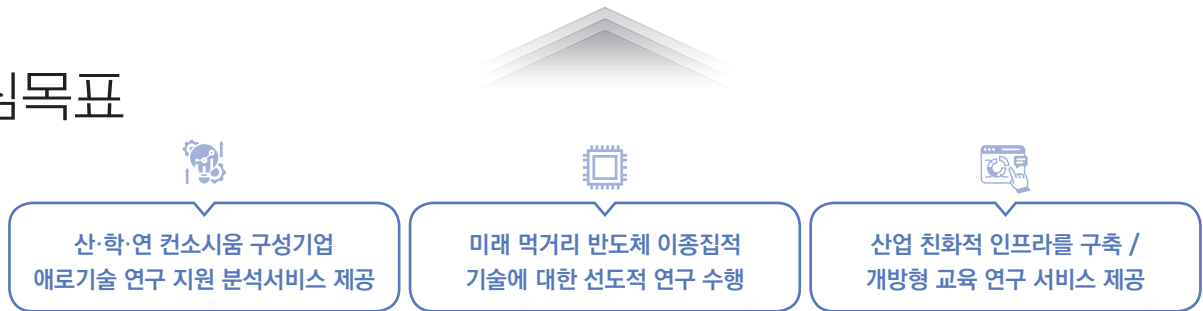 심목표
산·학·연 컨소시움 구성기업
애로기술 연구 지원 분석서비스 제공
미래 먹거리 반도체 이종집적
기술에 대한 선도적 연구 수행
산업 친화적 인프라를 구축 /
개방형 교육 연구 서비스 제공